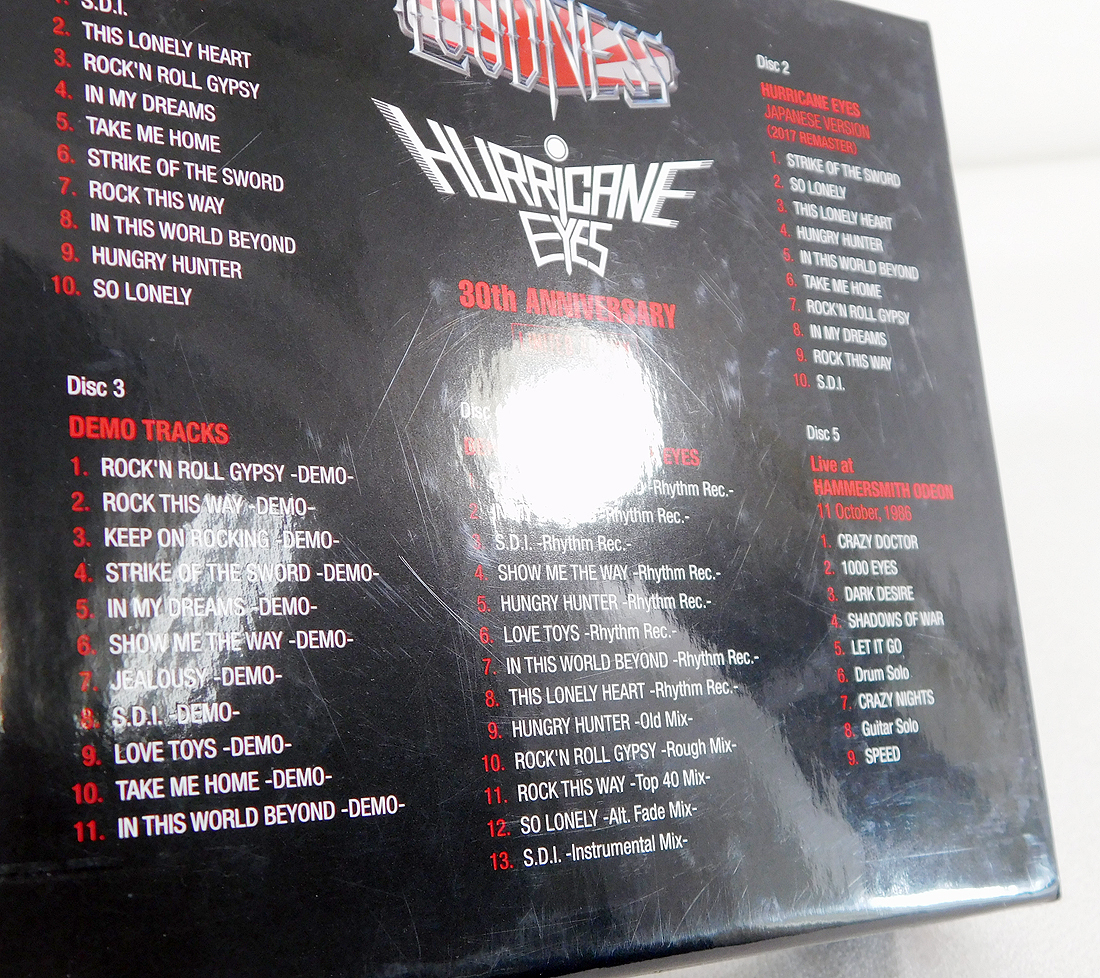 1. S.D.I.
2. THIS LONELY HEART
3. ROCK'N ROLL GYPSY
4. IN MY DREAMS
5. TAKE ME HOME
6. STRIKE OF THE SWORD
7. ROCK THIS WAY
8. IN THIS WORLD BEYOND
9. HUNGRY HUNTER
10. SO LONELY
LOUDNESS
HURRICANE
EYES
30th ANNIVERSARY
Disc 2
HURRICANE EYES
JAPANESE VERSION
(2017 REMASTER)
1. STRIKE OF THE SWORD
2. SO LONELY
3. THIS LONELY HEART
4. HUNGRY HUNTER
5. IN THIS WORLD BEYOND
6. TAKE ME HOME
7. ROCK'N ROLL GYPSY
8. IN MY DREAMS
9. ROCK THIS WAY
10. S.D.I.
Disc 3
DEMO TRACKS
1. ROCK'N ROLL GYPSY -DEMO-
2. ROCK THIS WAY -DEMO-
3. KEEP ON ROCKING -DEMO-
4. STRIKE OF THE SWORD -DEMO-
5. IN MY DREAMS -DEMO-
6. SHOW ME THE WAY -DEMO-
7. JEALOUSY -DEMO-
8. S.D.I. -DEMO-
9. LOVE TOYS -DEMO-
10. TAKE ME HOME -DEMO-
11. IN THIS WORLD BEYOND -DEMO-
Disc
EYES
-Rhythm Rec.-
2. -Rhythm Rec.-
3. S.D.I. -Rhythm Rec.-
4. SHOW ME THE WAY -Rhythm Rec.-
5. HUNGRY HUNTER -Rhythm Rec.-
6. LOVE TOYS -Rhythm Rec.-
7. IN THIS WORLD BEYOND -Rhythm Rec.-
8. THIS LONELY HEART -Rhythm Rec.-
9. HUNGRY HUNTER -Old Mix-
10. ROCK'N ROLL GYPSY -Rough Mix-
11. ROCK THIS WAY -Top 40 Mix-
12. SO LONELY -Alt. Fade Mix-
13. S.D.I. -Instrumental Mix-
Disc 5
Live at
HAMMERSMITH ODEON
11 October, 1986
1. CRAZY DOCTOR
2. 1000 EYES
3. DARK DESIRE
4. SHADOWS OF WAR
5. LET IT GO
6. Drum Solo
7. CRAZY NIGHTS
8. Guitar Solo
9. SPEED